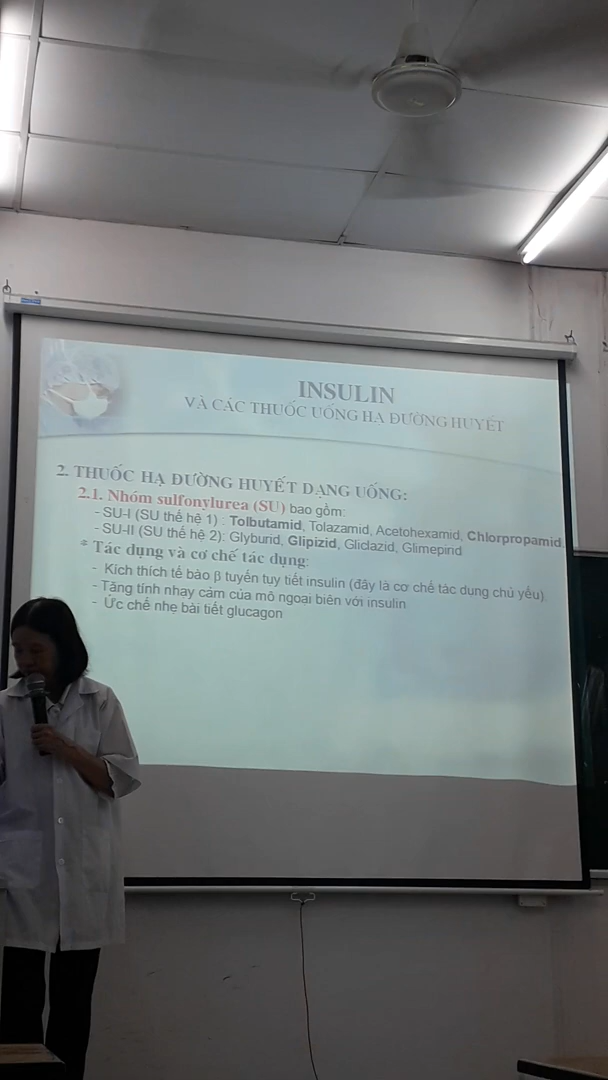 INSULIN
VÀ CÁC THUỐC UỐNG HẠ ĐƯỜNG HUYẾT
2. THUỐC HẠ ĐƯỜNG HUYẾT DẠNG UỐNG:
2.1. Nhóm sulfonylurea (SU) bao gồm:
- SU-I (SU thế hệ 1) : Tolbutamid, Tolazamid, Acetohexamid, Chlorpropamid.
- SU-II (SU thế hệ 2): Glyburid, Glipizid, Gliclazid, Glimepirid
* Tác dụng và cơ chế tác dụng:
- Kích thích tế bào β tuyến tụy tiết insulin (đây là cơ chế tác dụng chủ yếu)
- Tăng tính nhạy cảm của mô ngoại biên với insulin
- Ức chế nhẹ bài tiết glucagon